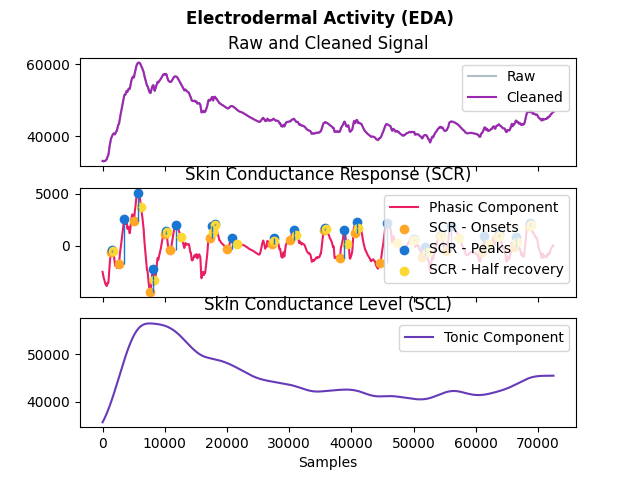 Electrodermal Activity (EDA)
Raw and Cleaned Signal
60000
40000
Raw
Cleaned
Skin Conductance Response (SCR)
5000
0
Phasic Component
SCR - Onsets
SCR - Peaks
SCR - Half recovery
Skin Conductance Level (SCL)
50000
40000
Tonic Component
0 10000 20000 30000 40000 50000 60000 70000
Samples